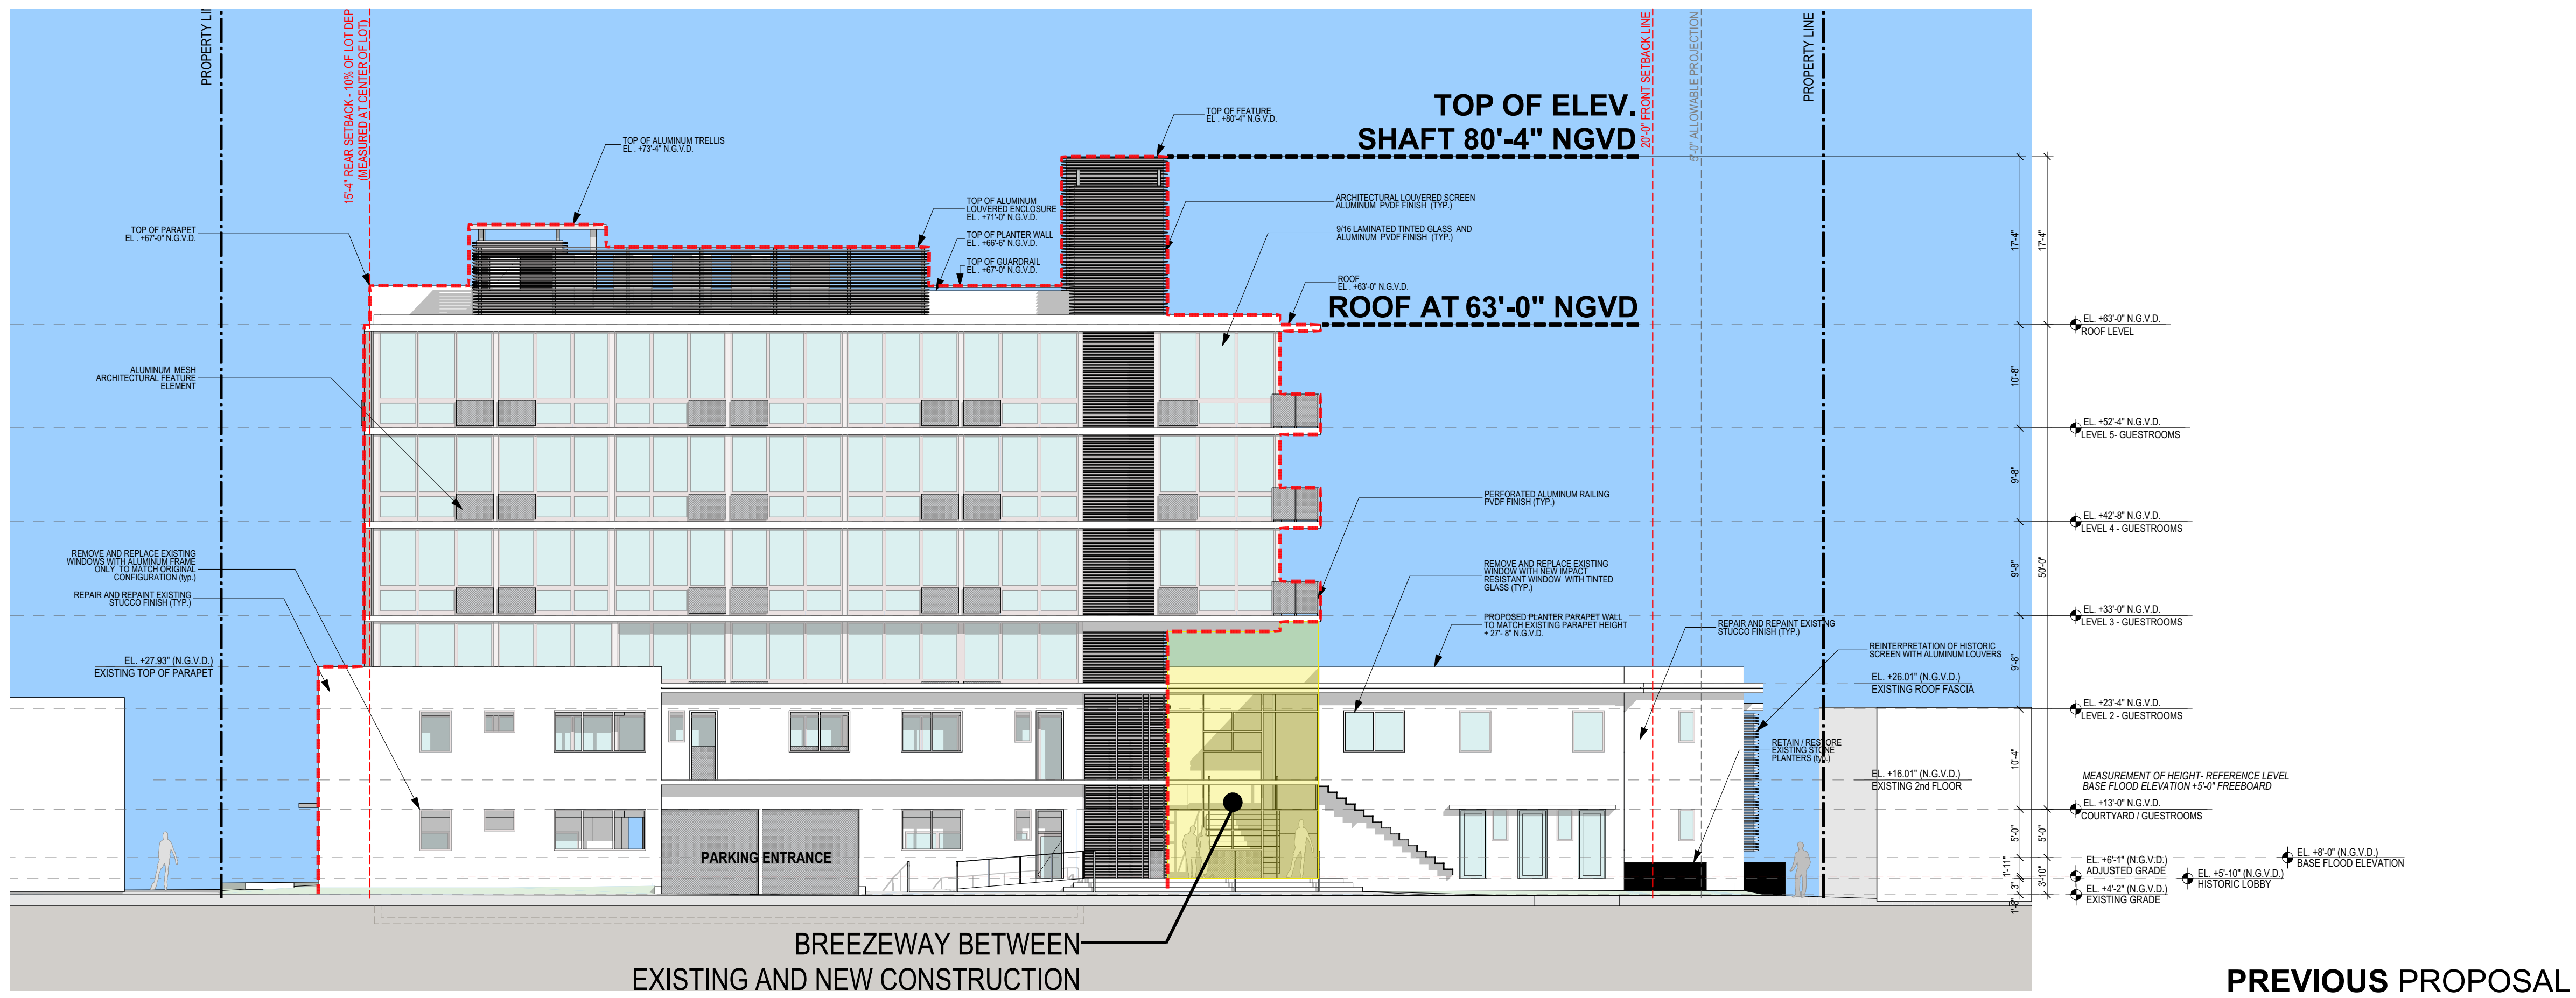 PROPERTY LIN
15'-4" REAR SETBACK - 10% OF LOT DEP
(MEASURED AT CENTER OF LOT)
20'-0" FRONT SETBACK LINE
5'-0" ALLOWABLE PROJECTION
PROPERTY LINE
TOP OF ELEV.
SHAFT 80'-4" NGVD
TOP OF FEATURE
EL . +80'-4" N.G.V.D.
TOP OF ALUMINUM TRELLIS
EL . +73'-4" N.G.V.D.
TOP OF ALUMINUM
LOUVERED ENCLOSURE
EL . +71'-0" N.G.V.D.
TOP OF PLANTER WALL
EL . +66'-6" N.G.V.D.
TOP OF GUARDRAIL
EL . +67'-0" N.G.V.D.
ARCHITECTURAL LOUVERED SCREEN
ALUMINUM PVDF FINISH (TYP.)
9/16 LAMINATED TINTED GLASS AND
ALUMINUM PVDF FINISH (TYP.)
TOP OF PARAPET
EL . +67'-0" N.G.V.D.
ROOF
EL . +63'-0" N.G.V.D.
ROOF AT 63'-0" NGVD
17'-4"
17'-4"
EL. +63'-0" N.G.V.D.
ROOF LEVEL
ALUMINUM MESH
ARCHITECTURAL FEATURE
ELEMENT
10'-8"
EL. +52'-4" N.G.V.D.
LEVEL 5- GUESTROOMS
9'-8"
PERFORATED ALUMINUM RAILING
PVDF FINISH (TYP.)
EL. +42'-8" N.G.V.D.
LEVEL 4 - GUESTROOMS
REMOVE AND REPLACE EXISTING
WINDOWS WITH ALUMINUM FRAME
ONLY TO MATCH ORIGINAL
CONFIGURATION (typ.)
REPAIR AND REPAINT EXISTING
STUCCO FINISH (TYP.)
REMOVE AND REPLACE EXISTING
WINDOW WITH NEW IMPACT
RESISTANT WINDOW WITH TINTED
GLASS (TYP.)
9'-8"
50'-0"
PROPOSED PLANTER PARAPET WALL
TO MATCH EXISTING PARAPET HEIGHT
+ 27'- 8" N.G.V.D.
REPAIR AND REPAINT EXISTING
STUCCO FINISH (TYP.)
EL. +33'-0" N.G.V.D.
LEVEL 3 - GUESTROOMS
REINTERPRETATION OF HISTORIC
SCREEN WITH ALUMINUM LOUVERS
9'-8"
EL. +27.93" (N.G.V.D.)
EXISTING TOP OF PARAPET
EL. +26.01" (N.G.V.D.)
EXISTING ROOF FASCIA
EL. +23'-4" N.G.V.D.
LEVEL 2 - GUESTROOMS
RETAIN / RESTORE
EXISTING STONE
PLANTERS (typ.)
10'-4"
EL. +16.01" (N.G.V.D.)
EXISTING 2nd FLOOR
MEASUREMENT OF HEIGHT- REFERENCE LEVEL
BASE FLOOD ELEVATION +5'-0" FREEBOARD
EL. +13'-0" N.G.V.D.
COURTYARD / GUESTROOMS
5'-0"
5'-0"
PARKING ENTRANCE
EL. +8'-0" (N.G.V.D.)
BASE FLOOD ELEVATION
1'-11"
EL. +6'-1" (N.G.V.D.)
ADJUSTED GRADE
3"
3'-10"
EL. +5'-10" (N.G.V.D.)
HISTORIC LOBBY
EL. +4'-2" (N.G.V.D.)
EXISTING GRADE
1'-8"
BREEZEWAY BETWEEN
EXISTING AND NEW CONSTRUCTION
PREVIOUS PROPOSAL